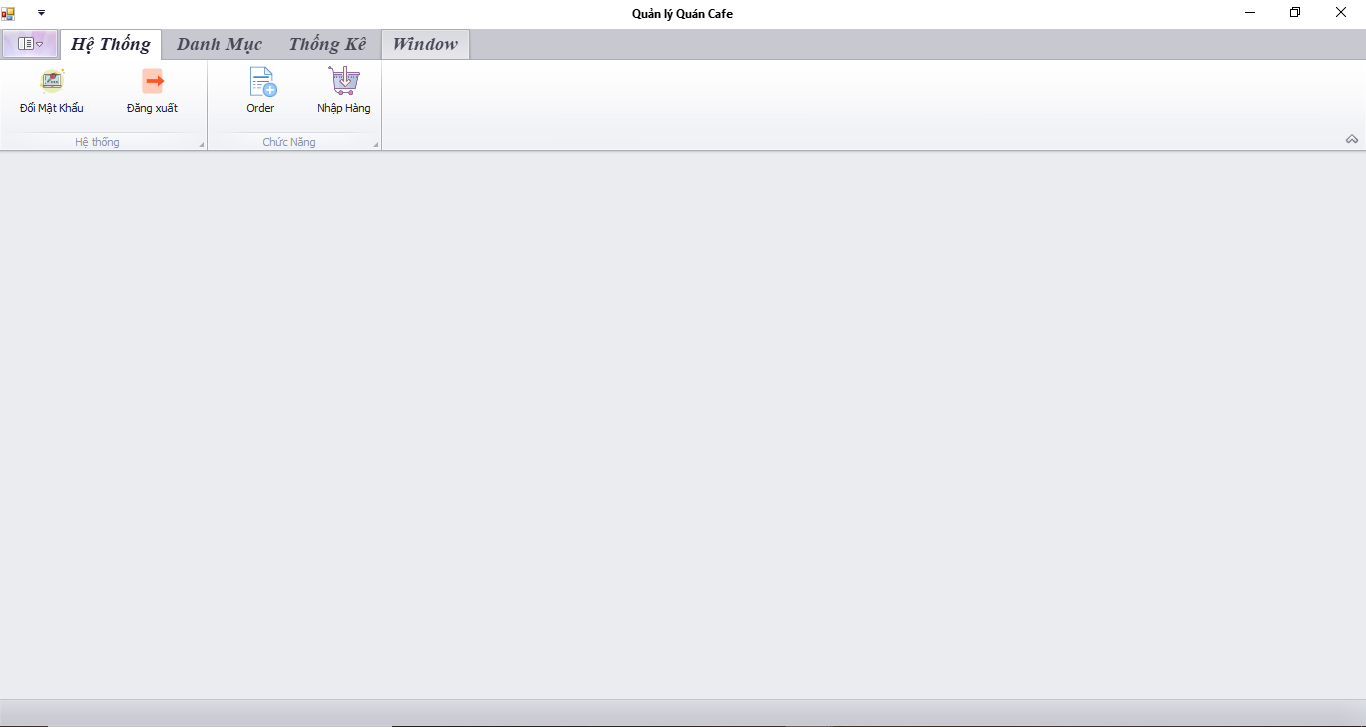 Quản lý Quán Cafe
Hệ Thống Danh Mục Thống Kê Window
Đổi Mật Khẩu Đăng xuất Order Nhập Hàng
Hệ thống Chức Năng